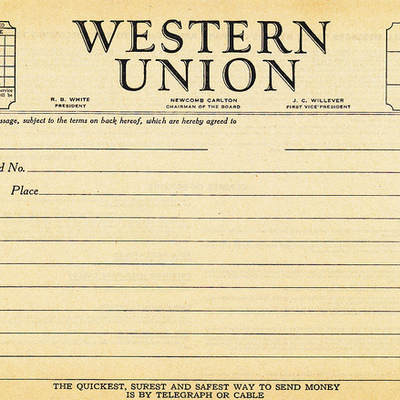 WESTERN
UNION
R. B. WHITE
PRESIDENT
NEWCOMB CARLTON
CHAIRMAN OF THE BOARD
J. C. WILLEVER
FIRST VICE-PRESIDENT
ssage, subject to the terms on back hereof, which are hereby agreed to
d No.
Place
THE QUICKEST, SUREST AND SAFEST WAY TO SEND MONEY
IS BY TELEGRAPH OR CABLE